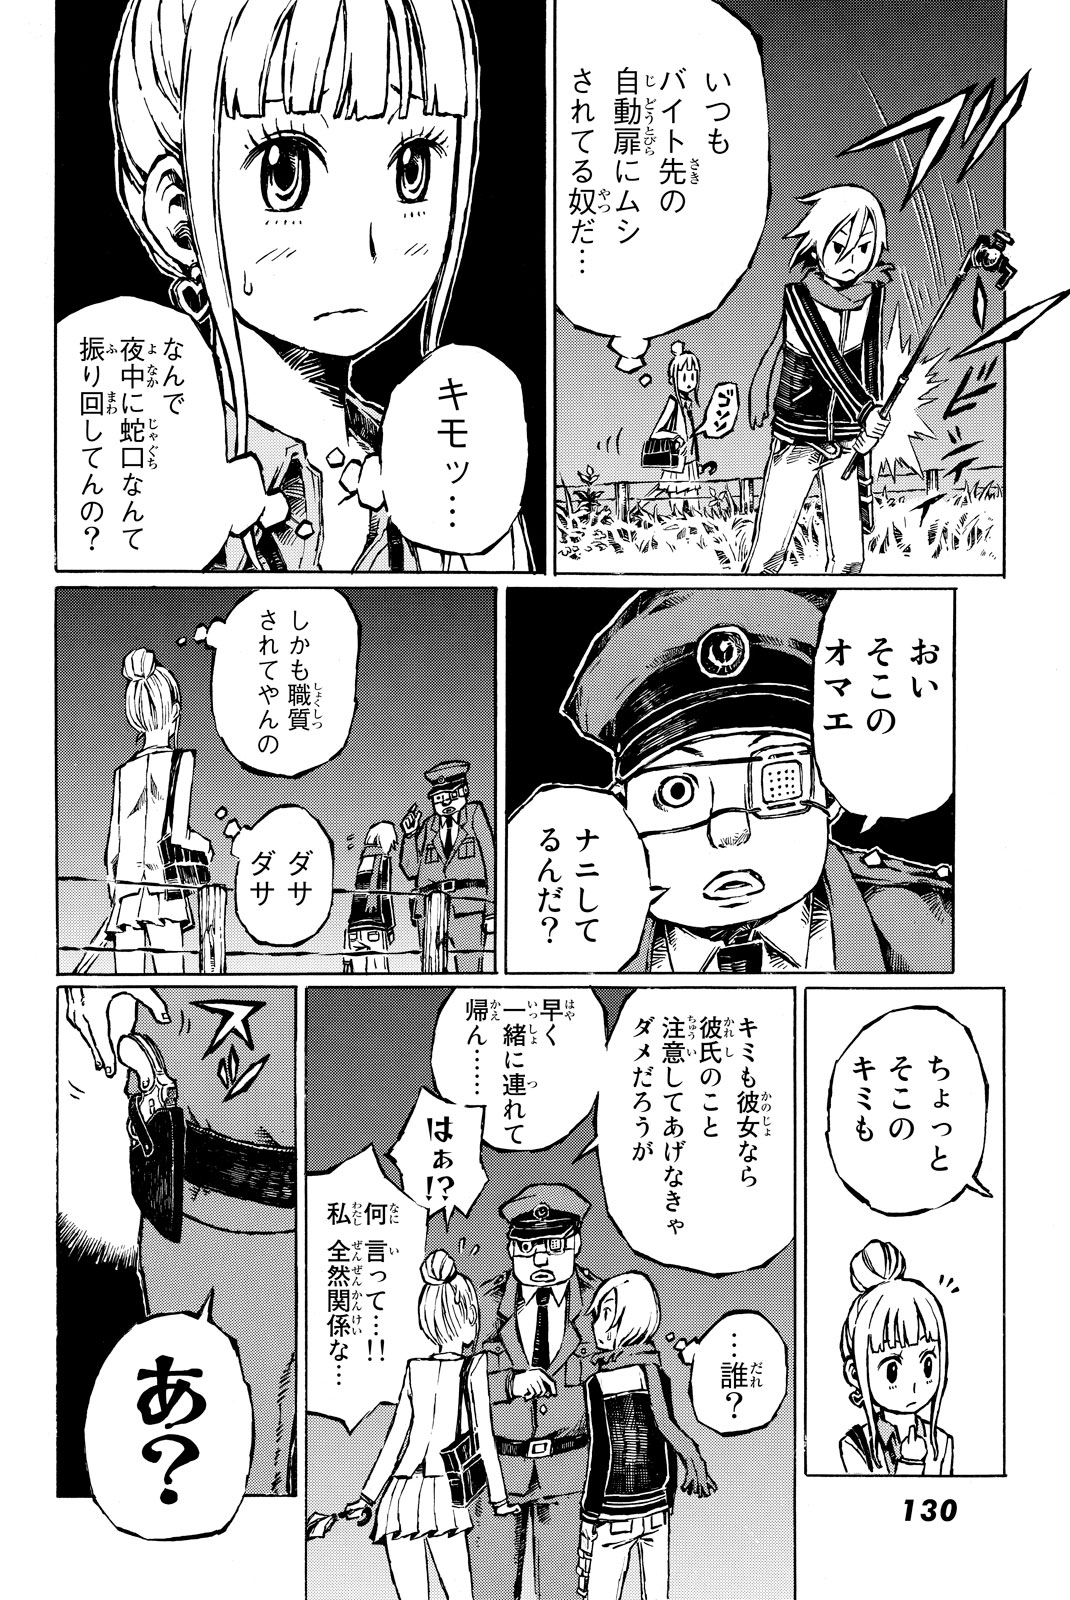 いつも
バイト先の
自動扉にムシ
されてる奴だ…
ブン
ゴンッ
ビビィ
キモッ…
なんで
夜中に蛇口なんて
振り回してんの?
おい
そこの
オマエ
ナニして
るんだ?
しかも職質
されてやんの
ダサ
ダサ
ちょっと
そこの
キミも
キミも彼女なら
彼氏のこと
注意してあげなきゃ
ダメだろうが
早く
一緒に連れて
帰ん……
…誰?
はぁ!?
何言って…!!
私全然関係な…
スッ
あ?
130